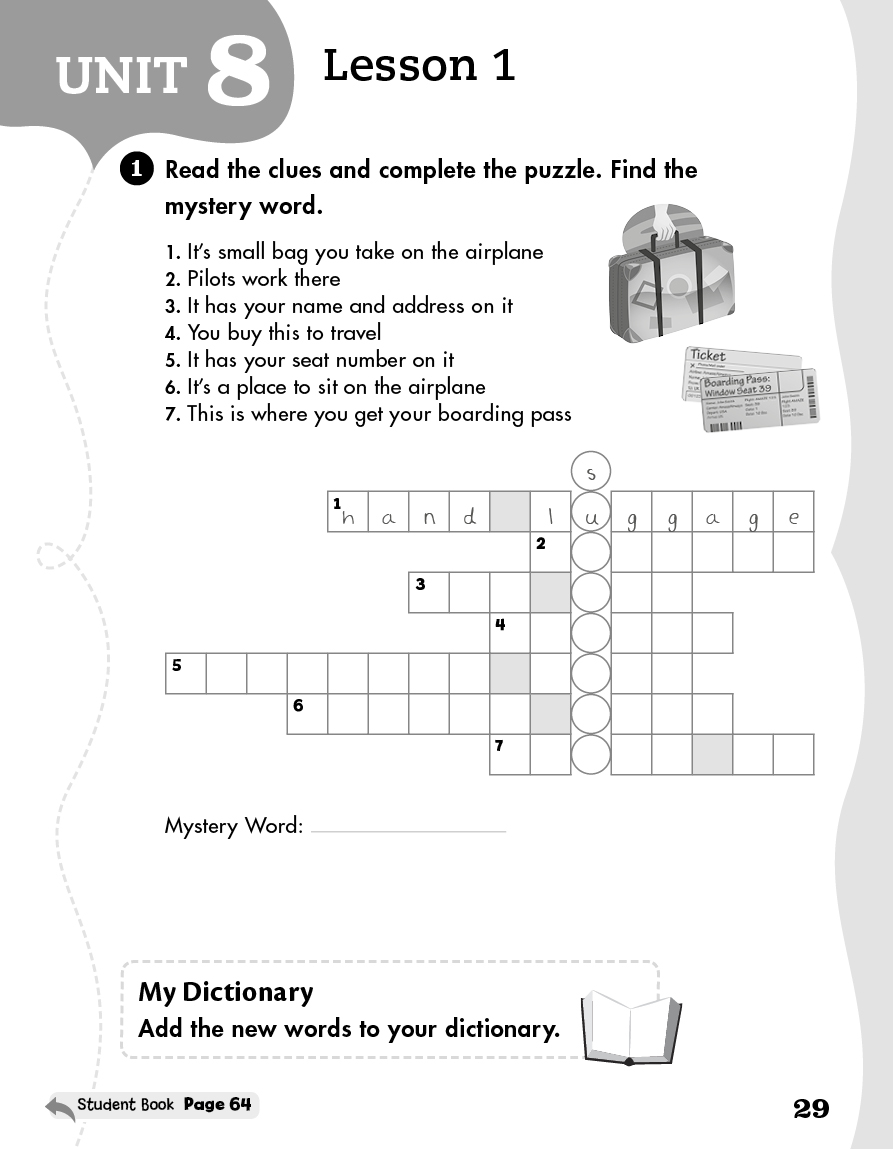 UNIT 8
Lesson 1
1 Read the clues and complete the puzzle. Find the
mystery word.
1. It's small bag you take on the airplane
2. Pilots work there
3. It has your name and address on it
4. You buy this to travel
5. It has your seat number on it
6. It's a place to sit on the airplane
7. This is where you get your boarding pass
Ticket
Boarding Pass:
Window Seat 39
s
1 h a n d l u g g a g e
2
3
4
5
6
7
Mystery Word:
My Dictionary
Add the new words to your dictionary.
Student Book Page 64
29